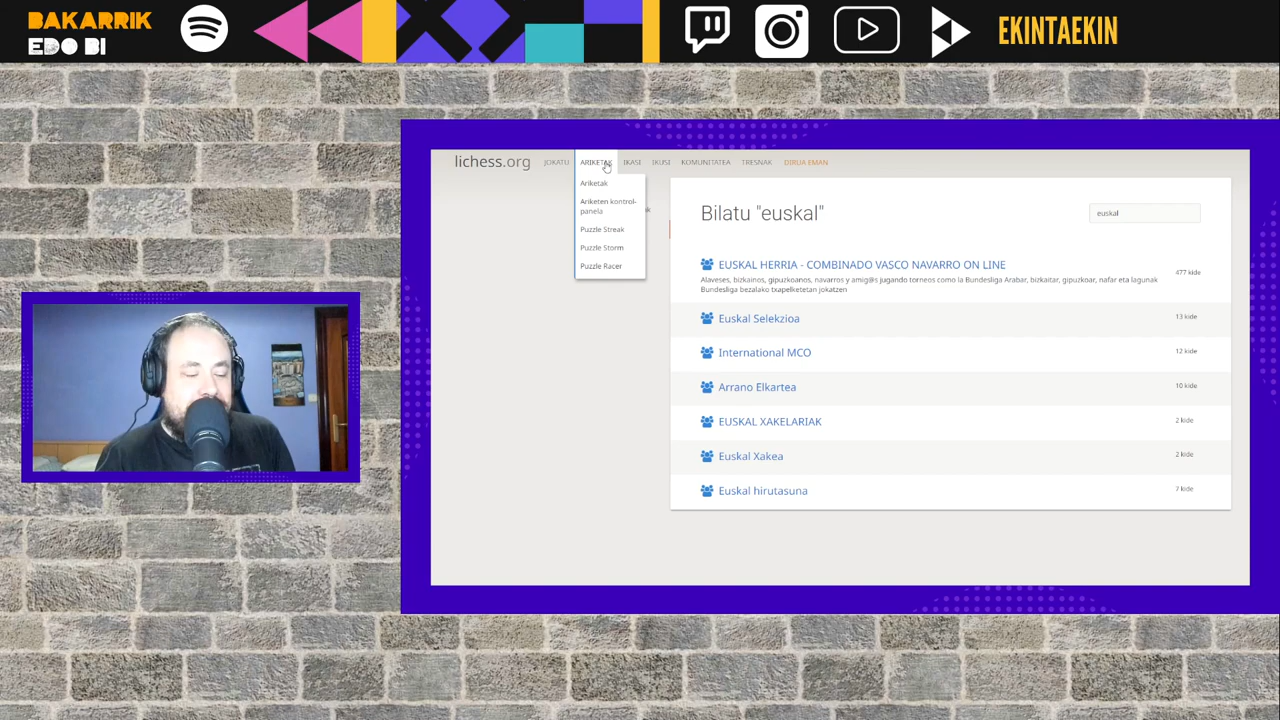 BAKARRIK
EDO BI
EKINTAEKIN
lichess.org
JOKATU
ARIKETAK
IKASI
IKUSI
KOMUNITATEA
TRESNAK
DIRUA EMAN
Ariketak
Ariketen kontrol-
panela
Puzzle Streak
Puzzle Storm
Puzzle Racer
Bilatu "euskal"
euskal
EUSKAL HERRIA - COMBINADO VASCO NAVARRO ON LINE
Alaveses, bizkainos, gipuzkoanos, navarros y amig@s jugando torneos como la Bundesliga Arabar, bizkaitar, gipuzkoar, nafar eta lagunak
Bundesliga bezalako txapelketetan jokatzen
477 kide
Euskal Selekzioa
13 kide
International MCO
12 kide
Arrano Elkartea
10 kide
EUSKAL XAKELARIAK
2 kide
Euskal Xakea
2 kide
Euskal hirutasuna
7 kide